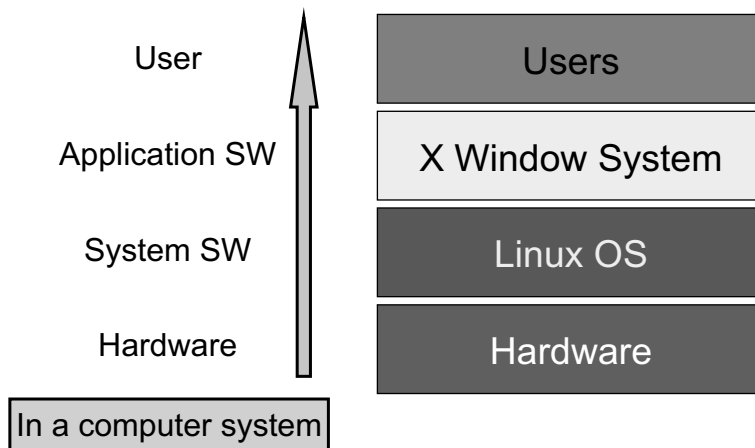 User
Users
Application SW
X Window System
System SW
Linux OS
Hardware
Hardware
In a computer system